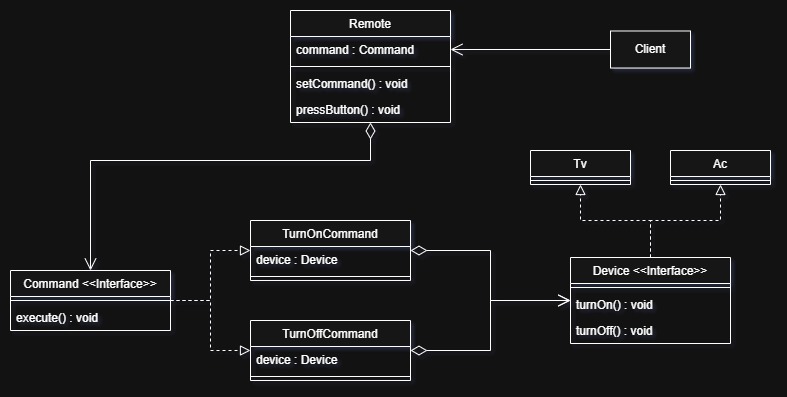 Remote
command : Command
setCommand() : void
pressButton() : void
Client
Tv
Ac
TurnOnCommand
device : Device
Command <<Interface>>
execute() : void
TurnOffCommand
device : Device
Device <<Interface>>
turnOn() : void
turnOff() : void